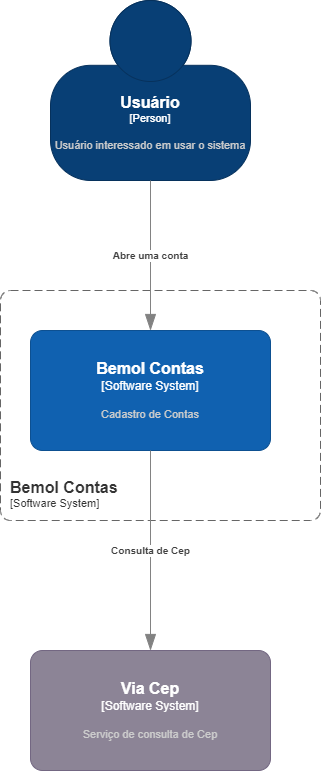 Usuário
[Person]
Usuário interessado em usar o sistema
Abre uma conta
Bemol Contas
[Software System]
Cadastro de Contas
Bemol Contas
[Software System]
Consulta de Cep
Via Cep
[Software System]
Serviço de consulta de Cep